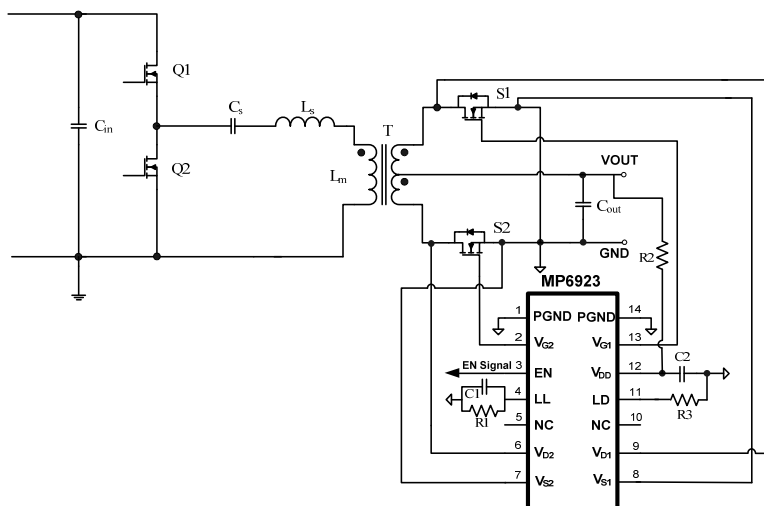 Q1
S1
Cs
Ls
T
Cin
VOUT
Q2
Lm
Cout
S2
GND
R2
MP6923
1 PGND PGND 14
2 VG2 VG1 13
EN Signal 3 EN VDD 12 C2
C1 4 LL LD 11
R1 R3
5 NC NC 10
6 VD2 VD1 9
7 VS2 VS1 8